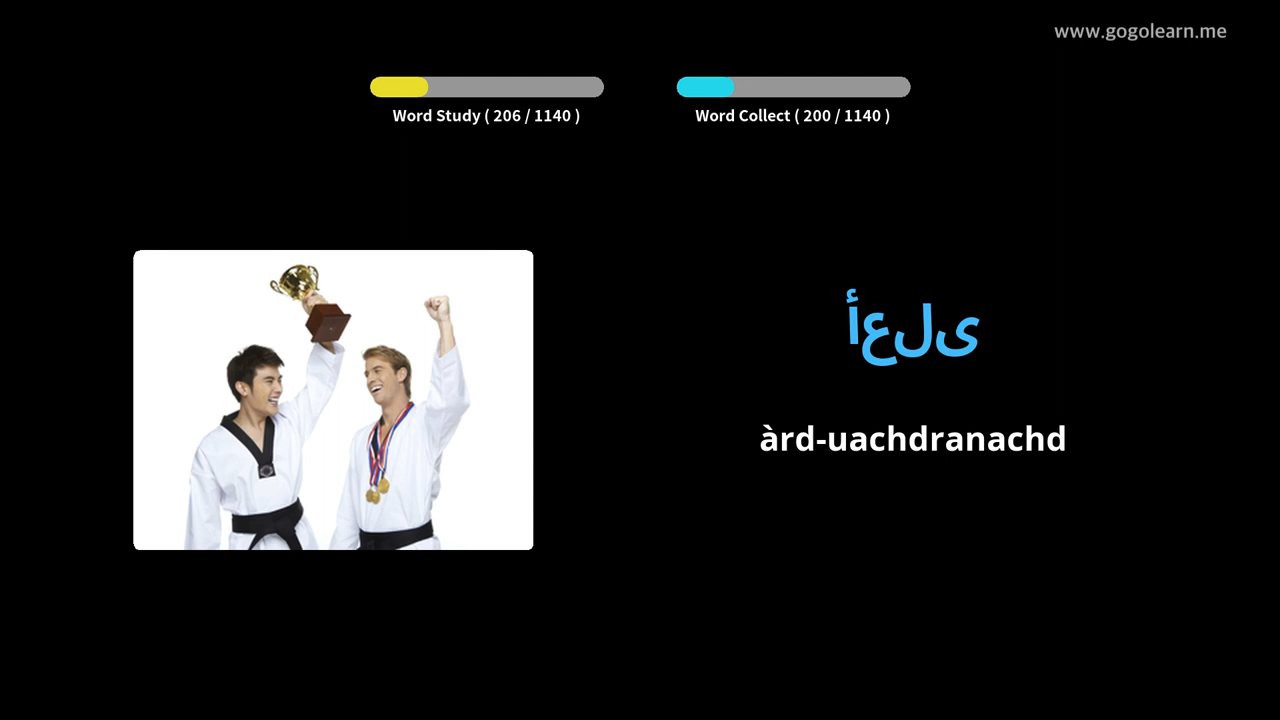 www.gogolearn.me
Word Study ( 206 / 1140 )
Word Collect ( 200 / 1140 )
أعلى
àrd-uachdranachd